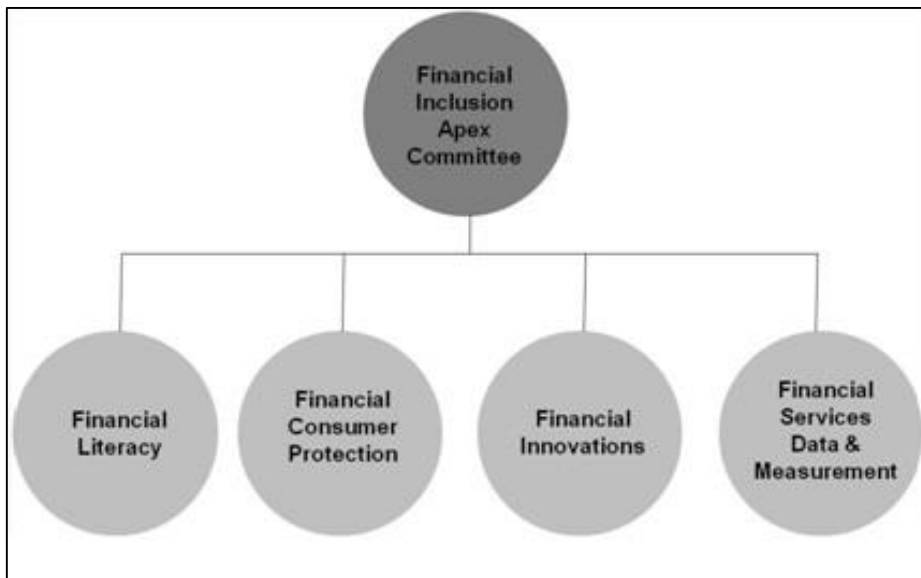 Financial
Inclusion
Apex
Committee
Financial
Literacy
Financial
Consumer
Protection
Financial
Innovations
Financial
Services
Data &
Measurement